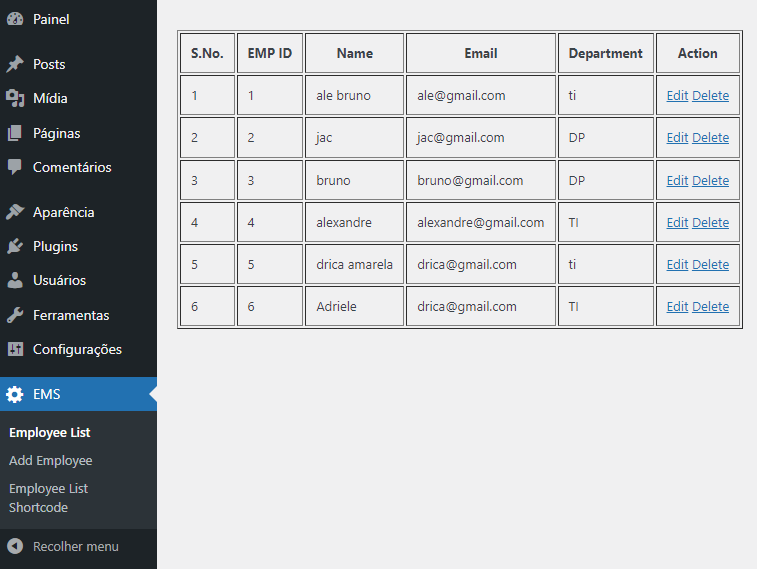 Painel
Posts
Mídia
Páginas
Comentários
Aparência
Plugins
Usuários
Ferramentas
Configurações
EMS
Employee List
Add Employee
Employee List
Shortcode
Recolher menu
S.No. EMP ID Name Email Department Action
1 1 ale bruno ale@gmail.com ti Edit Delete
2 2 jac jac@gmail.com DP Edit Delete
3 3 bruno bruno@gmail.com DP Edit Delete
4 4 alexandre alexandre@gmail.com TI Edit Delete
5 5 drica amarela drica@gmail.com ti Edit Delete
6 6 Adriele drica@gmail.com TI Edit Delete